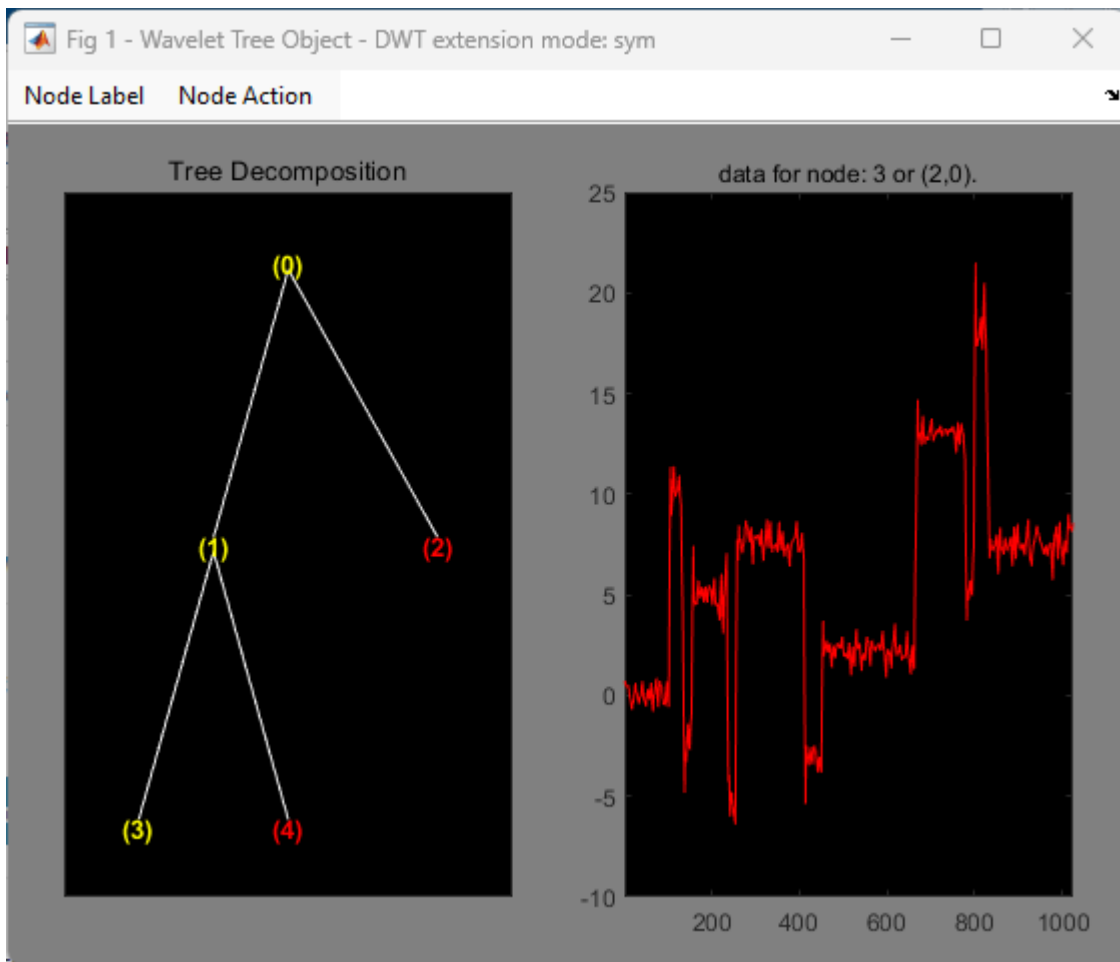 Fig 1 - Wavelet Tree Object - DWT extension mode: sym
Node Label Node Action
Tree Decomposition
(0)
(1)
(2)
(3)
(4)
data for node: 3 or (2,0).
25
20
15
10
5
0
-5
-10
200 400 600 800 1000